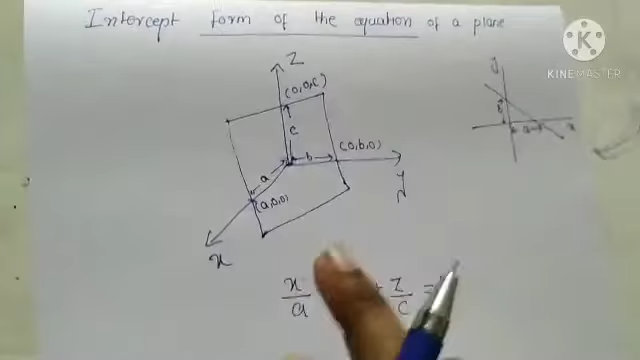 Intercept form of the equation of a plane
K
KINEMASTER
z
(0,0,c)
c
b
(0,b,0)
a
(a,0,0)
y
x
y
x
x/a + z/c =